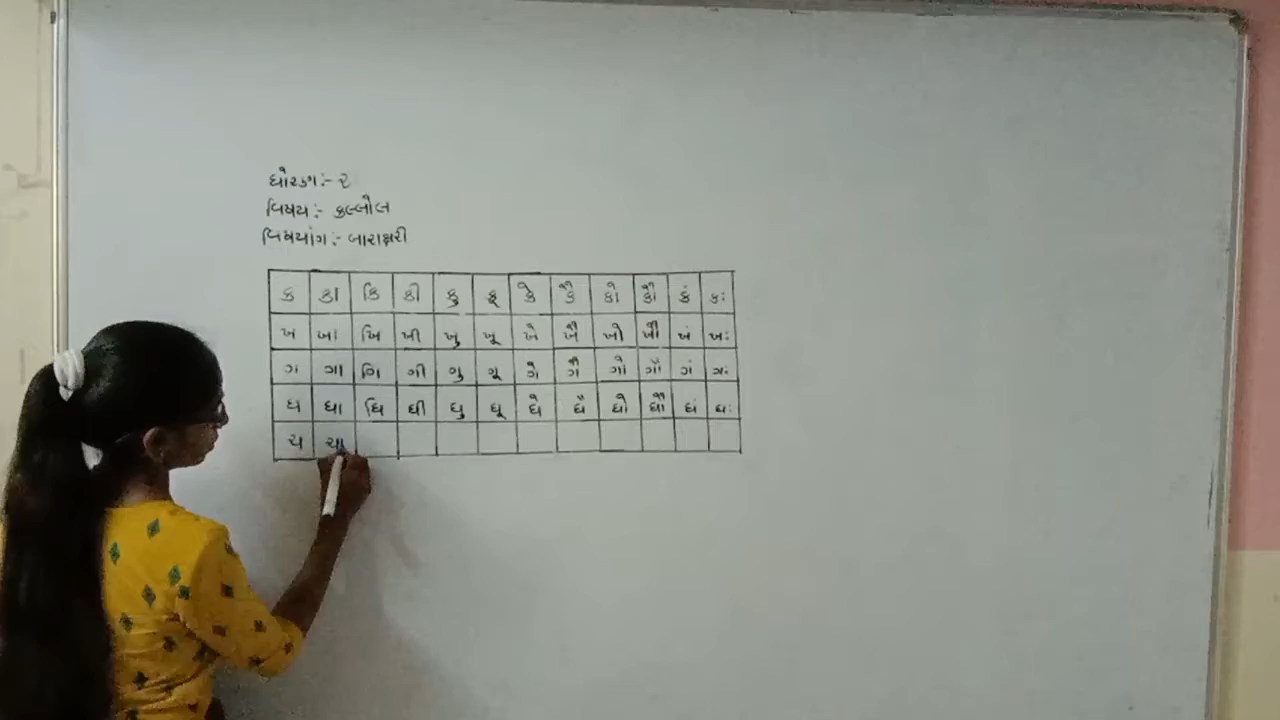 ધોરણ:- ૨
વિષય:- કલ્લોલ
વિષયાંગ:- બારાક્ષરી
ક કા કિ કી કુ કૂ કે કૈ કો કૌ કં કઃ
ખ ખા ખિ ખી ખુ ખૂ ખે ખૈ ખો ખૌ ખં ખઃ
ગ ગા ગિ ગી ગુ ગૂ ગે ગૈ ગો ગૌ ગં ગઃ
ઘ ઘા ઘિ ઘી ઘુ ઘૂ ઘે ઘૈ ઘો ઘૌ ઘં ઘઃ
ચ ચા